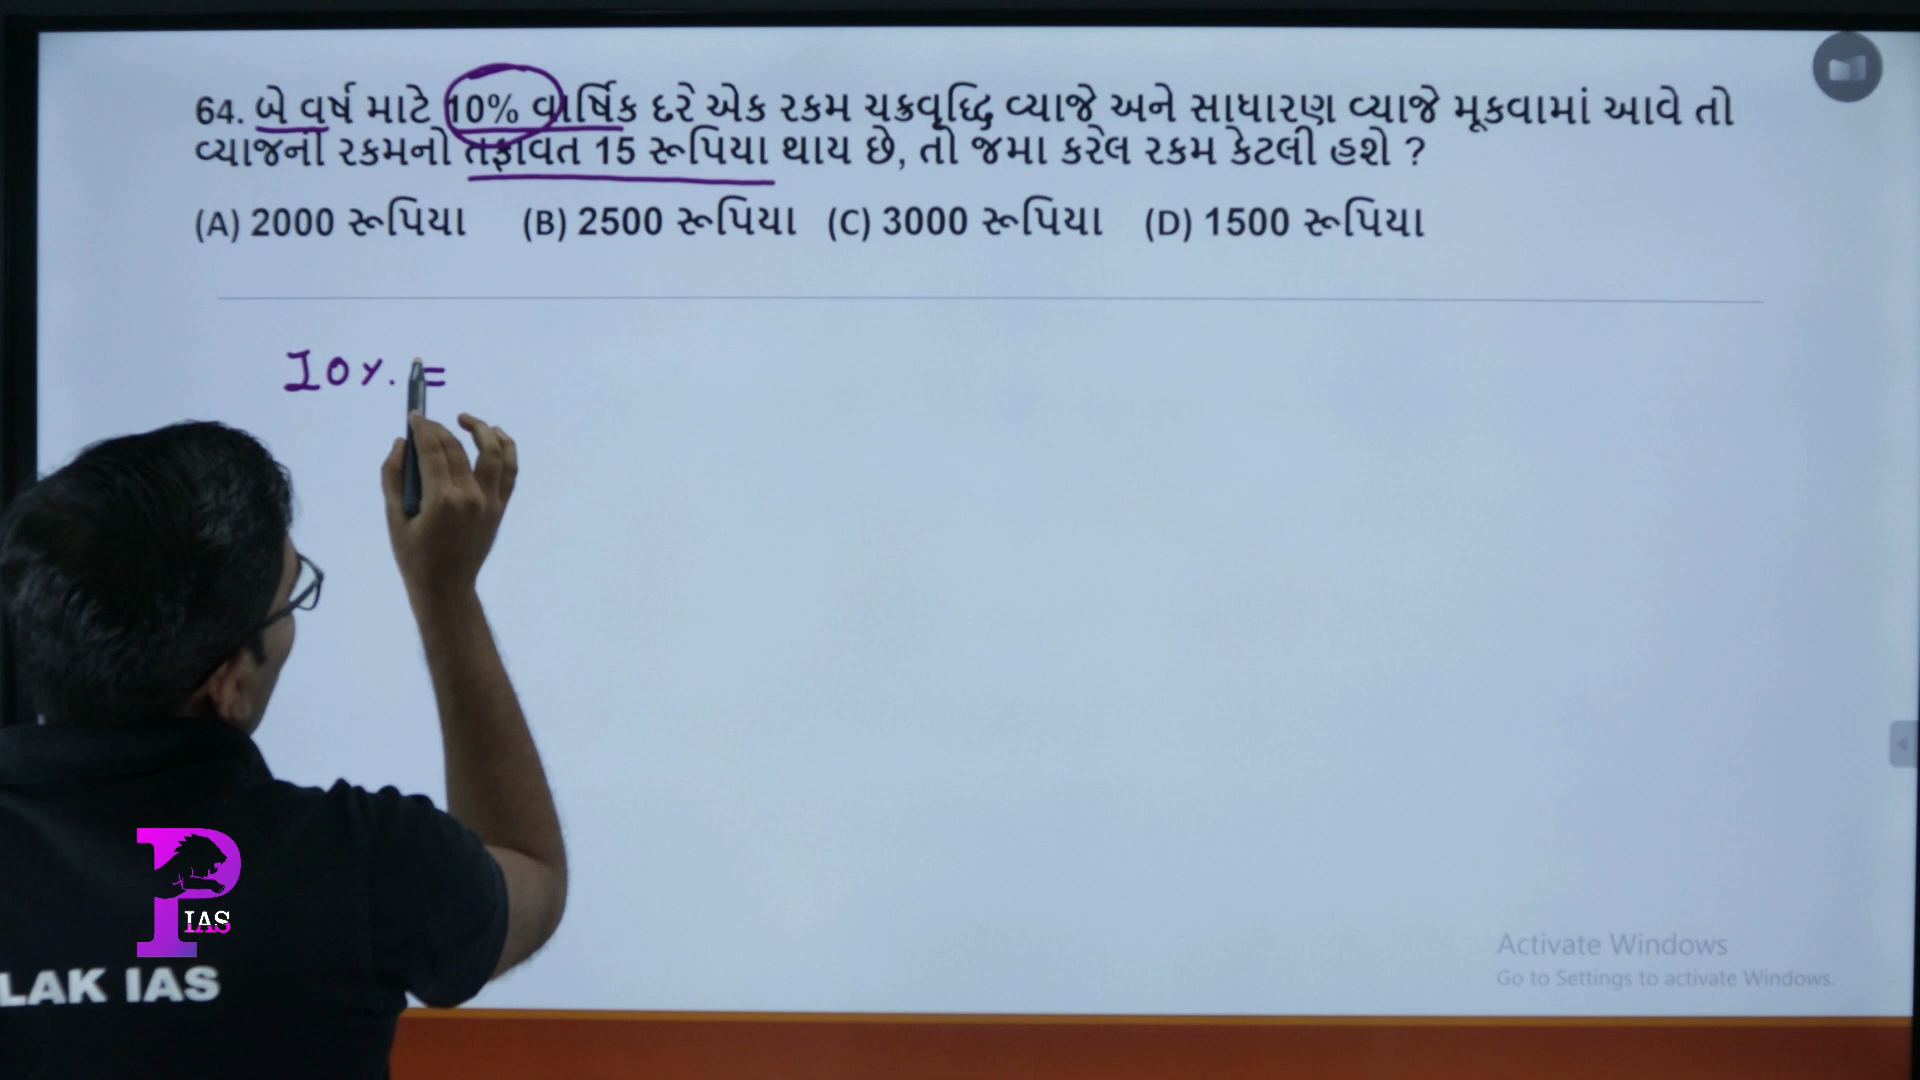 64. બે વર્ષ માટે 10% વાર્ષિક દરે એક રકમ ચક્રવૃધ્ધિ વ્યાજે અને સાધારણ વ્યાજે મૂકવામાં આવે તો
વ્યાજની રકમનો તફાવત 15 રૂપિયા થાય છે, તો જમા કરેલ રકમ કેટલી હશે ?
(A) 2000 રૂપિયા (B) 2500 રૂપિયા (C) 3000 રૂપિયા (D) 1500 રૂપિયા
10% =
P
IAS
LAK IAS
Activate Windows
Go to Settings to activate Windows.